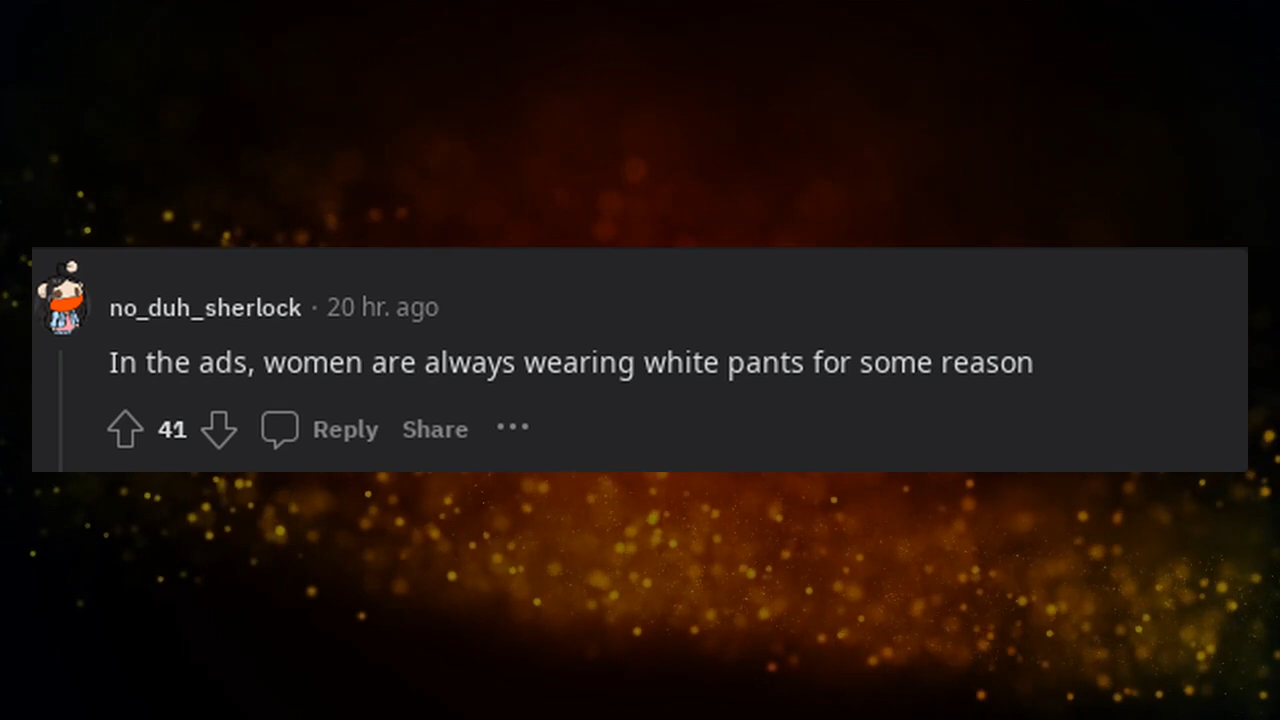 no_duh_sherlock · 20 hr. ago
In the ads, women are always wearing white pants for some reason
41 Reply Share •••